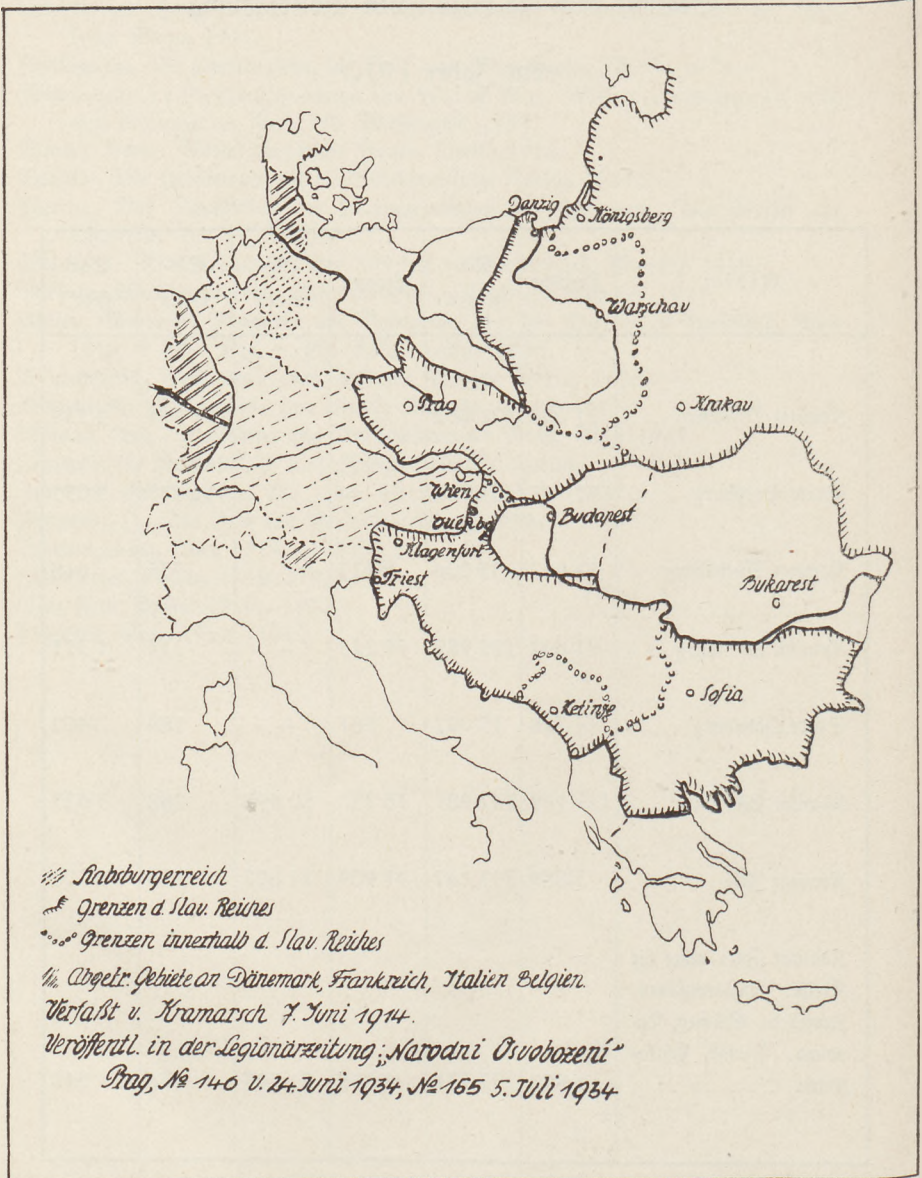 Danzig
Königsberg
Warschau
Prag
Krakau
Wien
Budapest
Klagenfurt
Triest
Bukarest
Sofia
Zetinge
Habsburgerreich
Grenzen d. Slav. Reiches
Grenzen innerhalb d. Slav. Reiches
Abgetr. Gebiete an Dänemark, Frankreich, Italien Belgien.
Verfaßt v. Kramarsch 7. Juni 1914.
Veröffentl. in der Legionärzeitung: „Narodni Osvobození“
Prag, № 146 v. 24. Juni 1934, № 165 5. Juli 1934